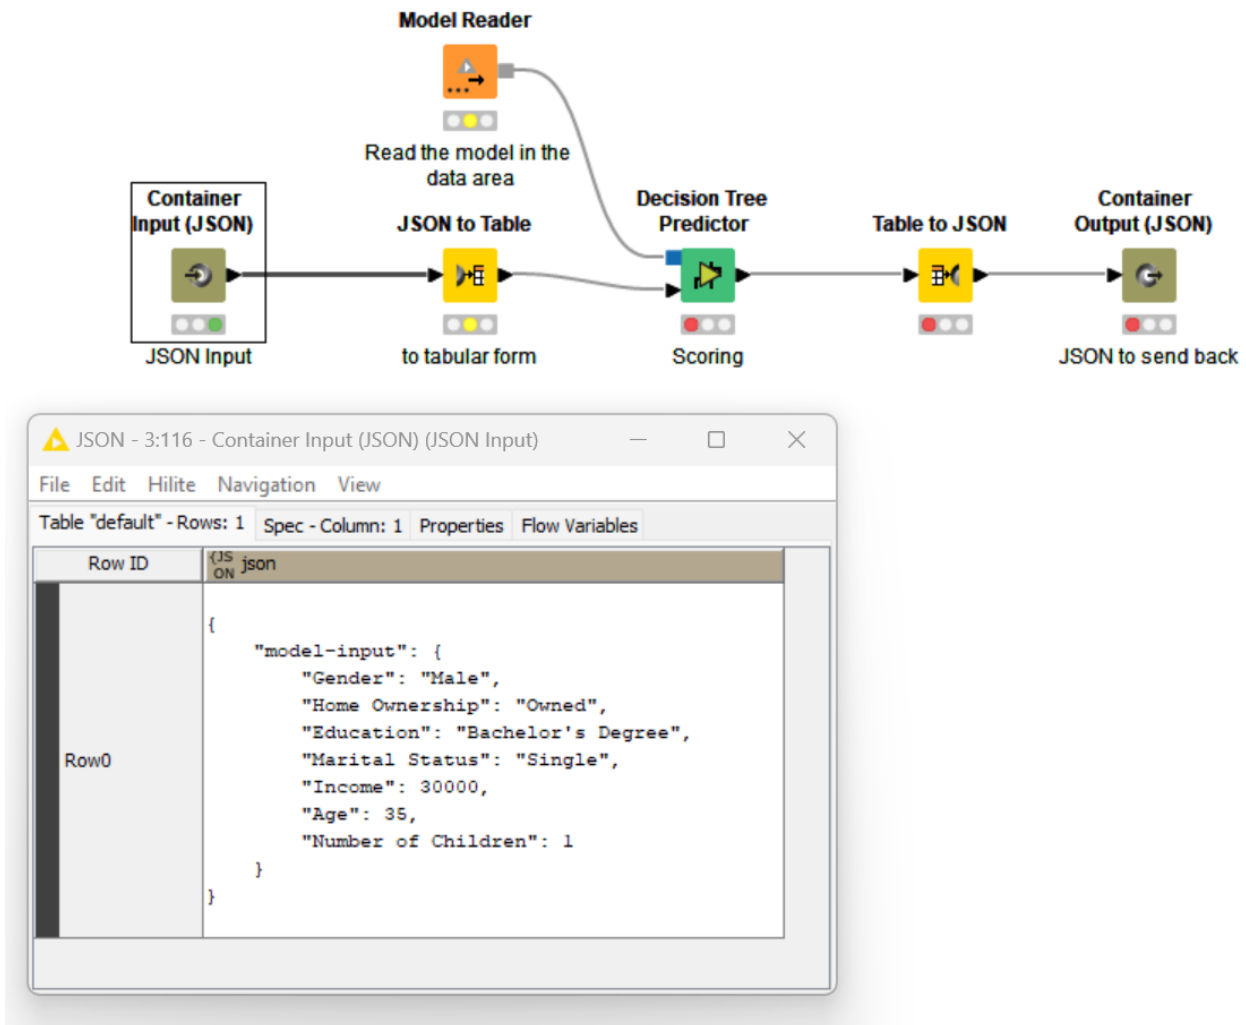 Model Reader
Read the model in the
data area
Container
Input (JSON)
JSON Input
JSON to Table
to tabular form
Decision Tree
Predictor
Scoring
Table to JSON
Container
Output (JSON)
JSON to send back
JSON - 3:116 - Container Input (JSON) (JSON Input)
File Edit Hilite Navigation View
Table "default" - Rows: 1 Spec - Column: 1 Properties Flow Variables
Row ID {JS ON json
Row0
{
"model-input": {
"Gender": "Male",
"Home Ownership": "Owned",
"Education": "Bachelor's Degree",
"Marital Status": "Single",
"Income": 30000,
"Age": 35,
"Number of Children": 1
}
}